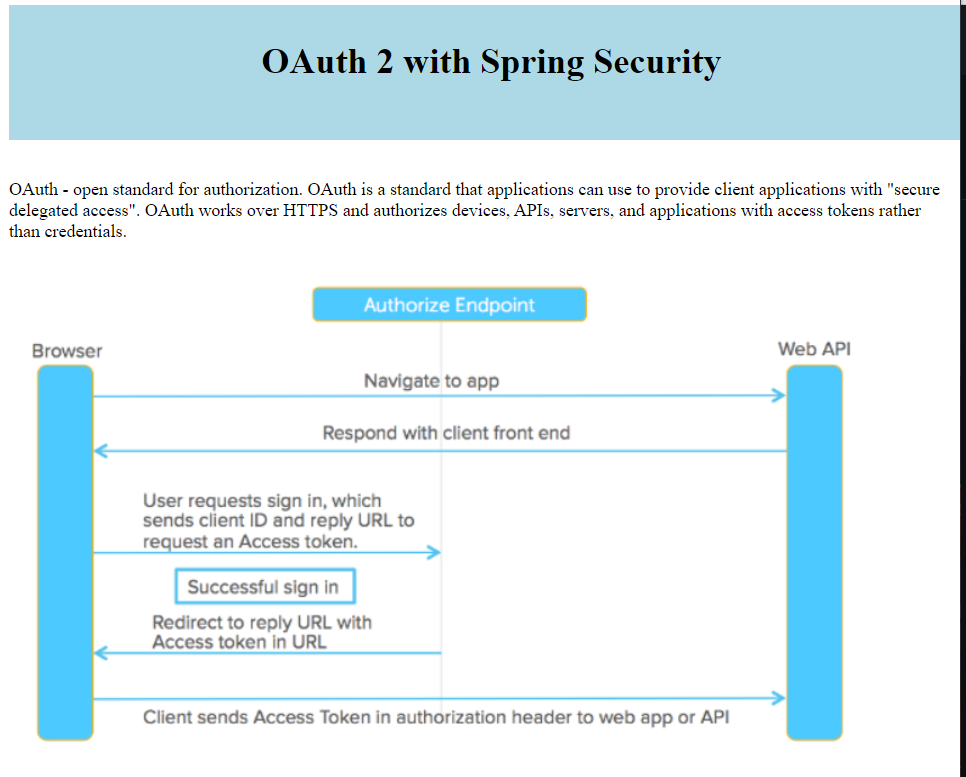 OAuth 2 with Spring Security
OAuth - open standard for authorization. OAuth is a standard that applications can use to provide client applications with "secure
delegated access". OAuth works over HTTPS and authorizes devices, APIs, servers, and applications with access tokens rather
than credentials.
Authorize Endpoint
Browser
Web API
Navigate to app
Respond with client front end
User requests sign in, which
sends client ID and reply URL to
request an Access token.
Successful sign in
Redirect to reply URL with
Access token in URL
Client sends Access Token in authorization header to web app or API